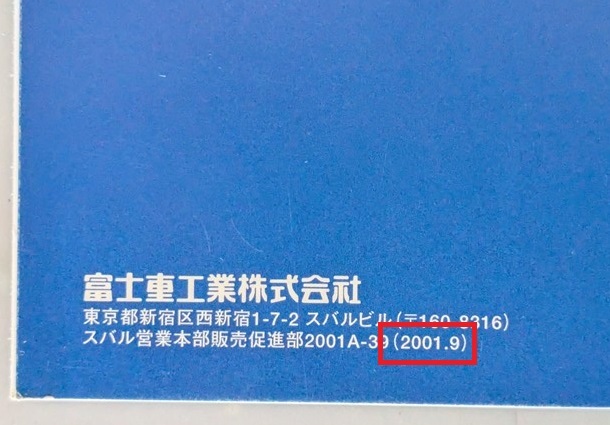 富士重工業株式会社
東京都新宿区西新宿1-7-2 スバルビル(〒160-8316)
スバル営業本部販売促進部2001A-39(2001.9)